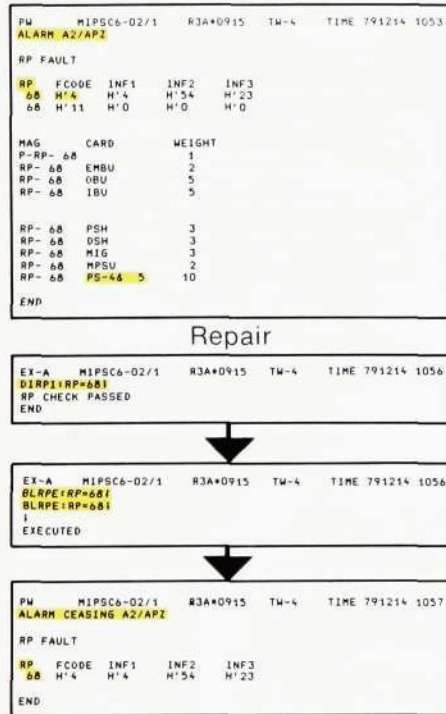 PW MIPSC6-02/1 R3A*0915 TW-4 TIME 791214 1053
ALARM A2/APZ
RP FAULT
RP FCODE INF1 INF2 INF3
68 H'4 H'4 H'54 H'23
68 H'11 H'0 H'0 H'0
MAG CARD WEIGHT
P-RP- 68 1
RP- 68 EMBU 2
RP- 68 OBU 5
RP- 68 IBU 5
RP- 68 PSH 3
RP- 68 DSH 3
RP- 68 MIG 3
RP- 68 MPSU 2
RP- 68 PS-4& 5 10
END
Repair
EX-A MIPSC6-02/1 R3A*0915 TW-4 TIME 791214 1056
DIRPI:RP=68;
RP CHECK PASSED
END
EX-A MIPSC6-02/1 R3A*0915 TW-4 TIME 791214 1056
BLRPE:RP=68;
BLRPE:RP=68;
;
EXECUTED
PW MIPSC6-02/1 R3A*0915 TW-4 TIME 791214 1057
ALARM CEASING A2/APZ
RP FAULT
RP FCODE INF1 INF2 INF3
68 H'4 H'4 H'54 H'23
END